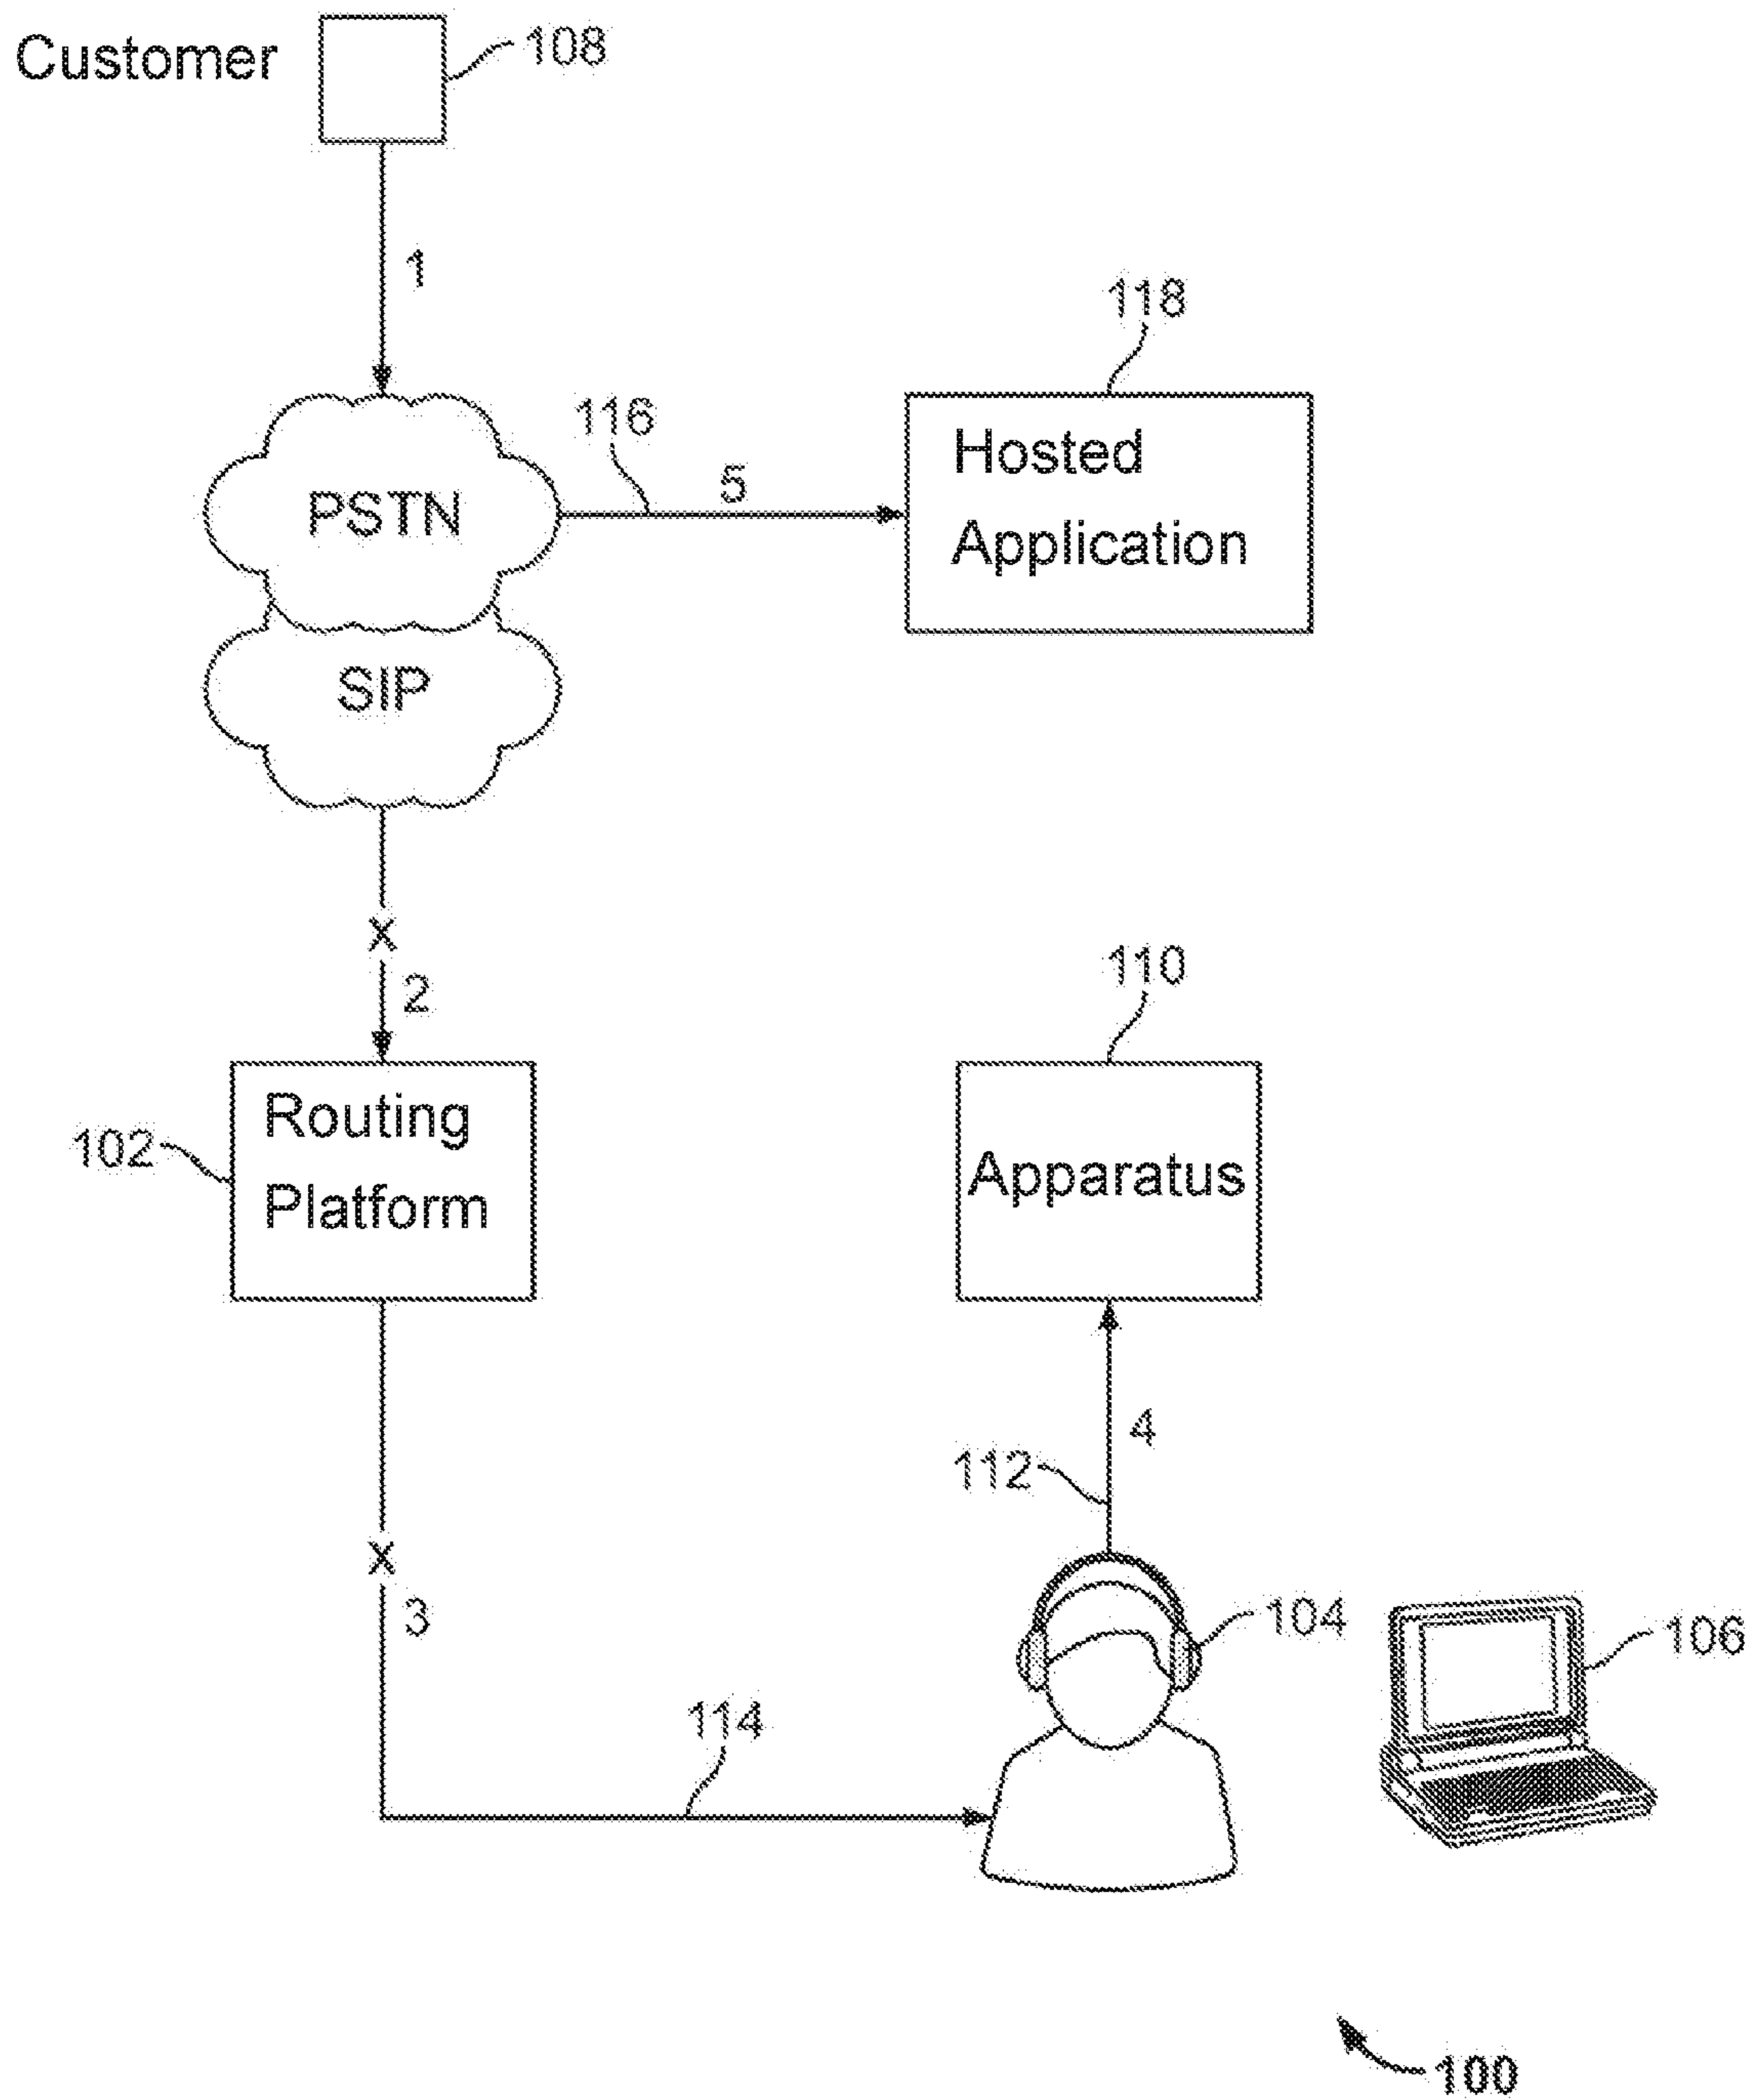 Customer
108
1
118
116
5
Hosted
Application
PSTN
SIP
x
2
110
Routing
Platform
102
Apparatus
4
112
x
3
104
106
114
100